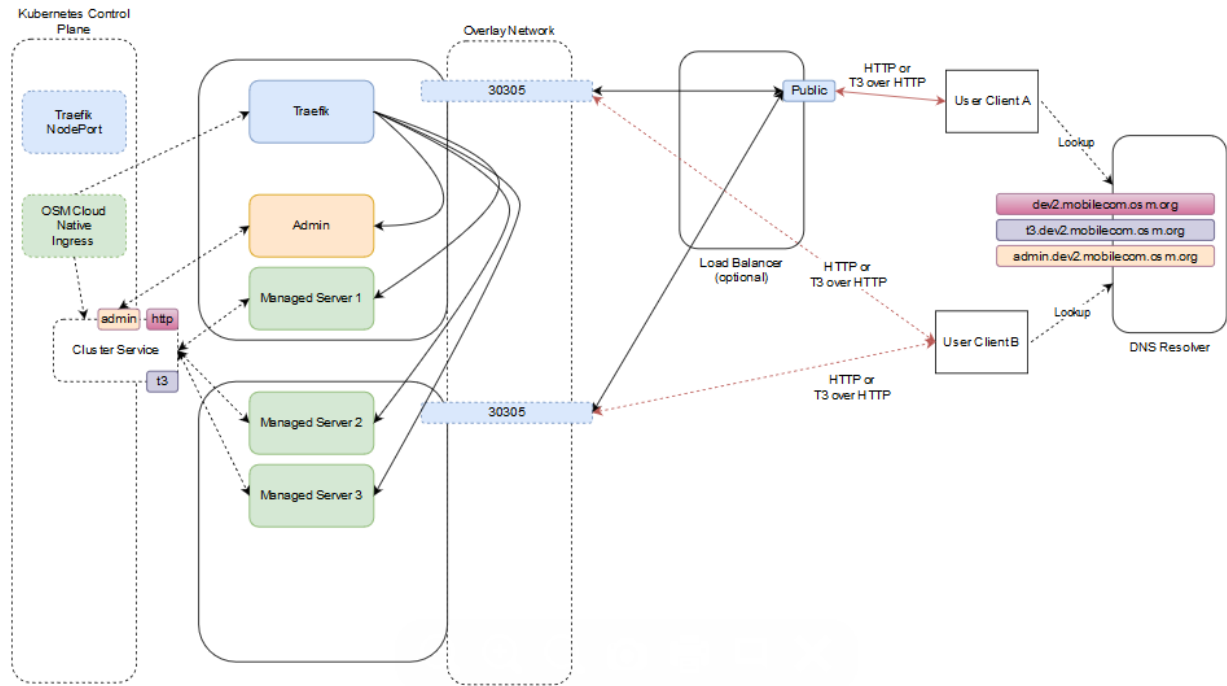 Kubernetes Control
Plane
Overlay Network
30305
HTTP or
T3 over HTTP
Public
User Client A
Traefik
Traefik
NodePort
Lookup
OSM Cloud
Native
Ingress
Admin
dev2.mobilecom.osm.org
t3.dev2.mobilecom.osm.org
admin.dev2.mobilecom.osm.org
Load Balancer
(optional)
HTTP or
T3 over HTTP
Managed Server 1
Lookup
admin
http
Cluster Service
t3
User Client B
DNS Resolver
HTTP or
T3 over HTTP
30305
Managed Server 2
Managed Server 3